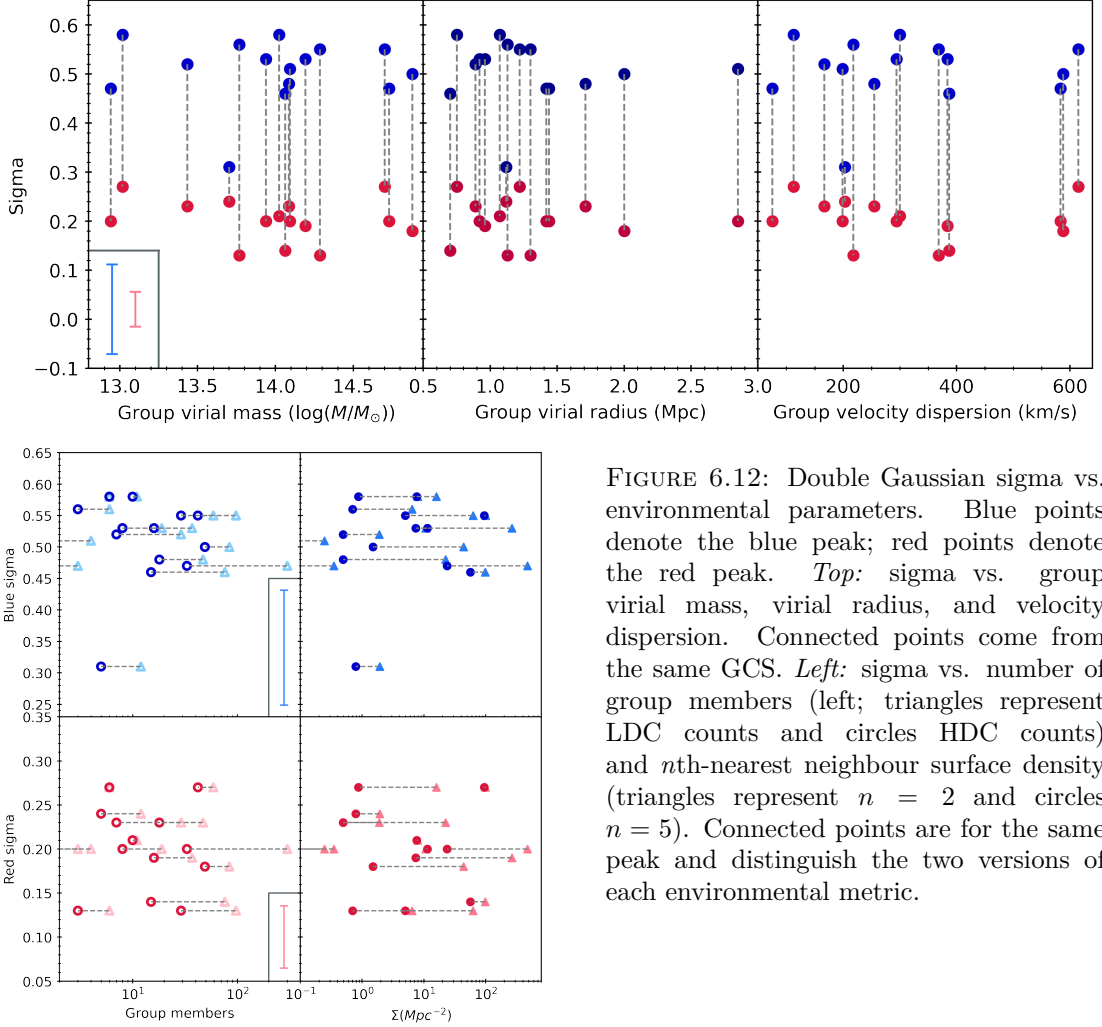 0.6
0.5
0.4
0.3
0.2
0.1
0.0
−0.1
Sigma
13.0 13.5 14.0 14.5 0.5 1.0 1.5 2.0 2.5 3.0 200 400 600
Group virial mass (log(M/M⊙)) Group virial radius (Mpc) Group velocity dispersion (km/s)
0.65
0.60
0.55
0.50
0.45
0.40
0.35
0.30
0.25
Blue sigma
0.35
0.30
0.25
0.20
0.15
0.10
0.05
Red sigma
10¹ 10² 10⁻¹ 10⁰ 10¹ 10²
Group members Σ(Mpc⁻²)
FIGURE 6.12: Double Gaussian sigma vs.
environmental parameters. Blue points
denote the blue peak; red points denote
the red peak. Top: sigma vs. group
virial mass, virial radius, and velocity
dispersion. Connected points come from
the same GCS. Left: sigma vs. number of
group members (left; triangles represent
LDC counts and circles HDC counts)
and nth-nearest neighbour surface density
(triangles represent n = 2 and circles
n = 5). Connected points are for the same
peak and distinguish the two versions of
each environmental metric.